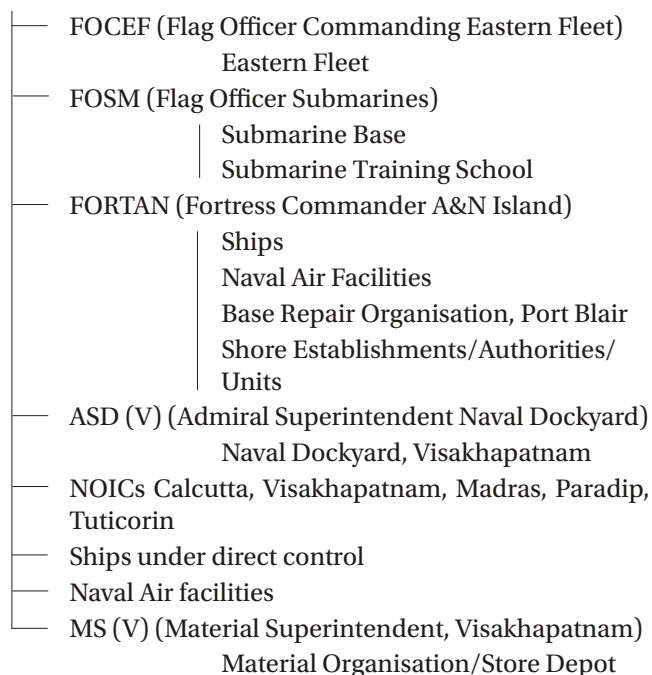 FOCEF (Flag Officer Commanding Eastern Fleet)
Eastern Fleet
FOSM (Flag Officer Submarines)
Submarine Base
Submarine Training School
FORTAN (Fortress Commander A&N Island)
Ships
Naval Air Facilities
Base Repair Organisation, Port Blair
Shore Establishments/Authorities/
Units
ASD (V) (Admiral Superintendent Naval Dockyard)
Naval Dockyard, Visakhapatnam
NOICs Calcutta, Visakhapatnam, Madras, Paradip,
Tuticorin
Ships under direct control
Naval Air facilities
MS (V) (Material Superintendent, Visakhapatnam)
Material Organisation/Store Depot